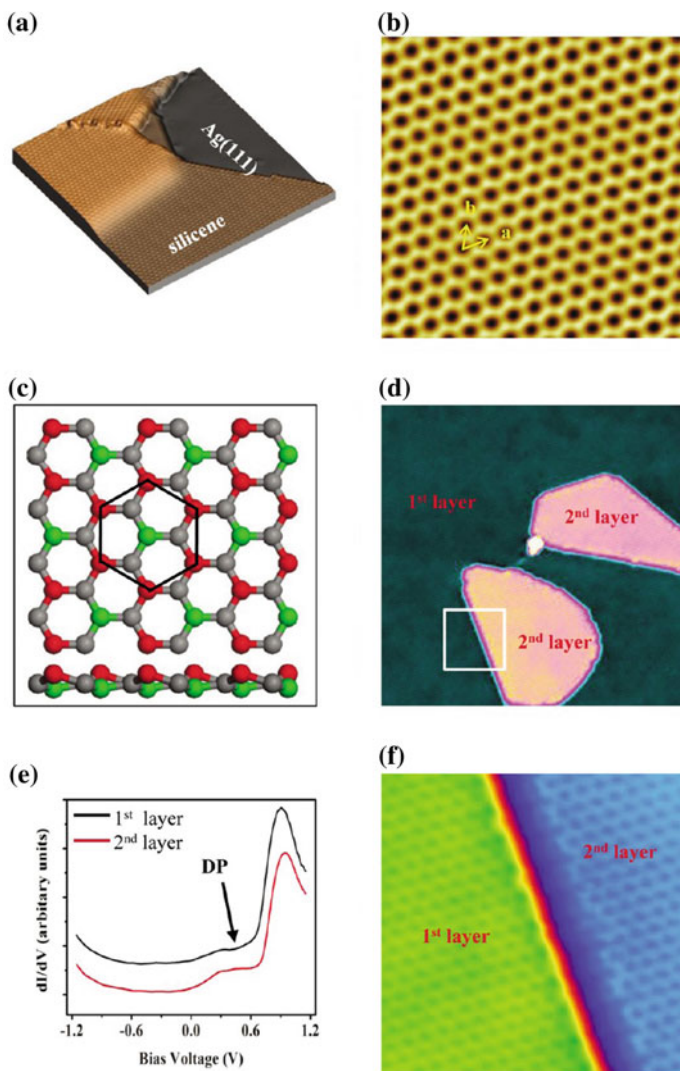 (a)
(b)
Ag(111)
silicene
b
a
(c)
(d)
1st layer
2nd layer
2nd layer
(e)
(f)
1st layer
2nd layer
DP
dI/dV (arbitary units)
-1.2 -0.6 0.0 0.6 1.2
Bias Voltage (V)
2nd layer
1st layer